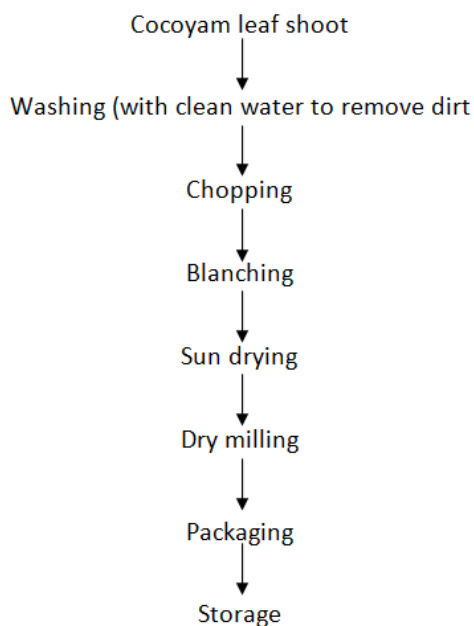 Cocoyam leaf shoot
Washing (with clean water to remove dirt
Chopping
Blanching
Sun drying
Dry milling
Packaging
Storage